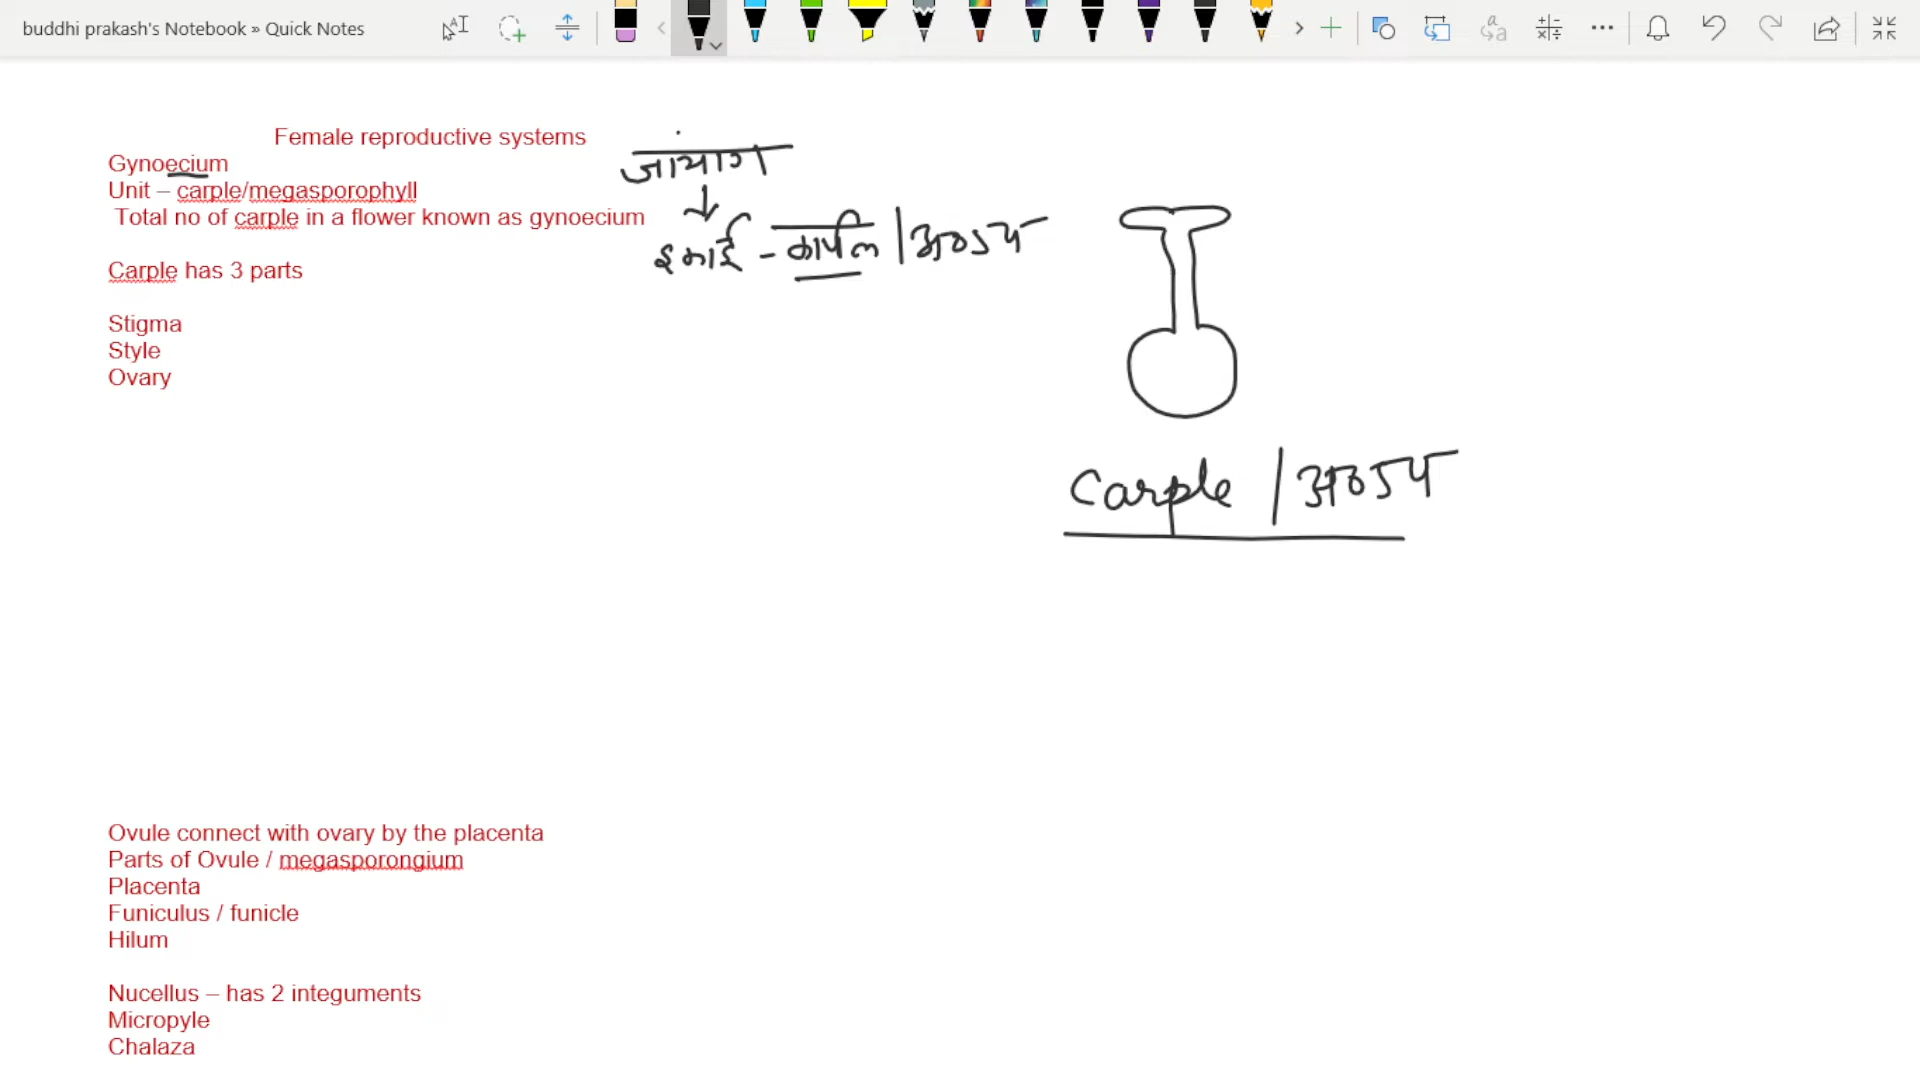 buddhi prakash's Notebook » Quick Notes
Female reproductive systems
Gynoecium
Unit – carple/megasporophyll
Total no of carple in a flower known as gynoecium
जायांग
इकाई - कार्पल / अण्डप
Carple has 3 parts
Stigma
Style
Ovary
Carple / अण्डप
Ovule connect with ovary by the placenta
Parts of Ovule / megasporongium
Placenta
Funiculus / funicle
Hilum
Nucellus – has 2 integuments
Micropyle
Chalaza